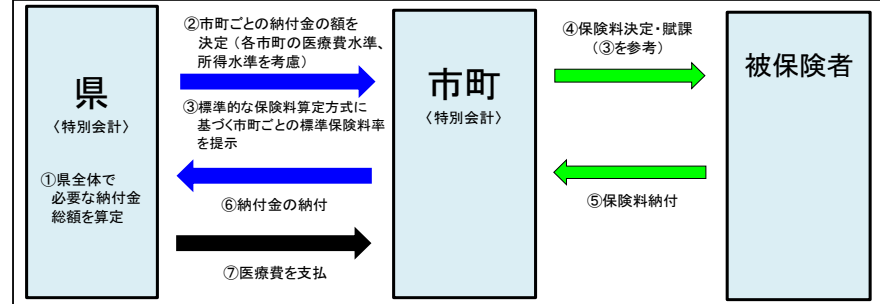 県
〈特別会計〉
①県全体で
必要な納付金
総額を算定
②市町ごとの納付金の額を
決定（各市町の医療費水準、
所得水準を考慮）
③標準的な保険料算定方式に
基づく市町ごとの標準保険料率
を提示
⑥納付金の納付
⑦医療費を支払
市町
〈特別会計〉
④保険料決定・賦課
（③を参考）
⑤保険料納付
被保険者